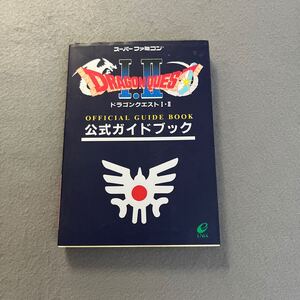 スーパーファミコン
DRAGON QUEST
I・II
ドラゴンクエストI・II
OFFICIAL GUIDE BOOK
公式ガイドブック